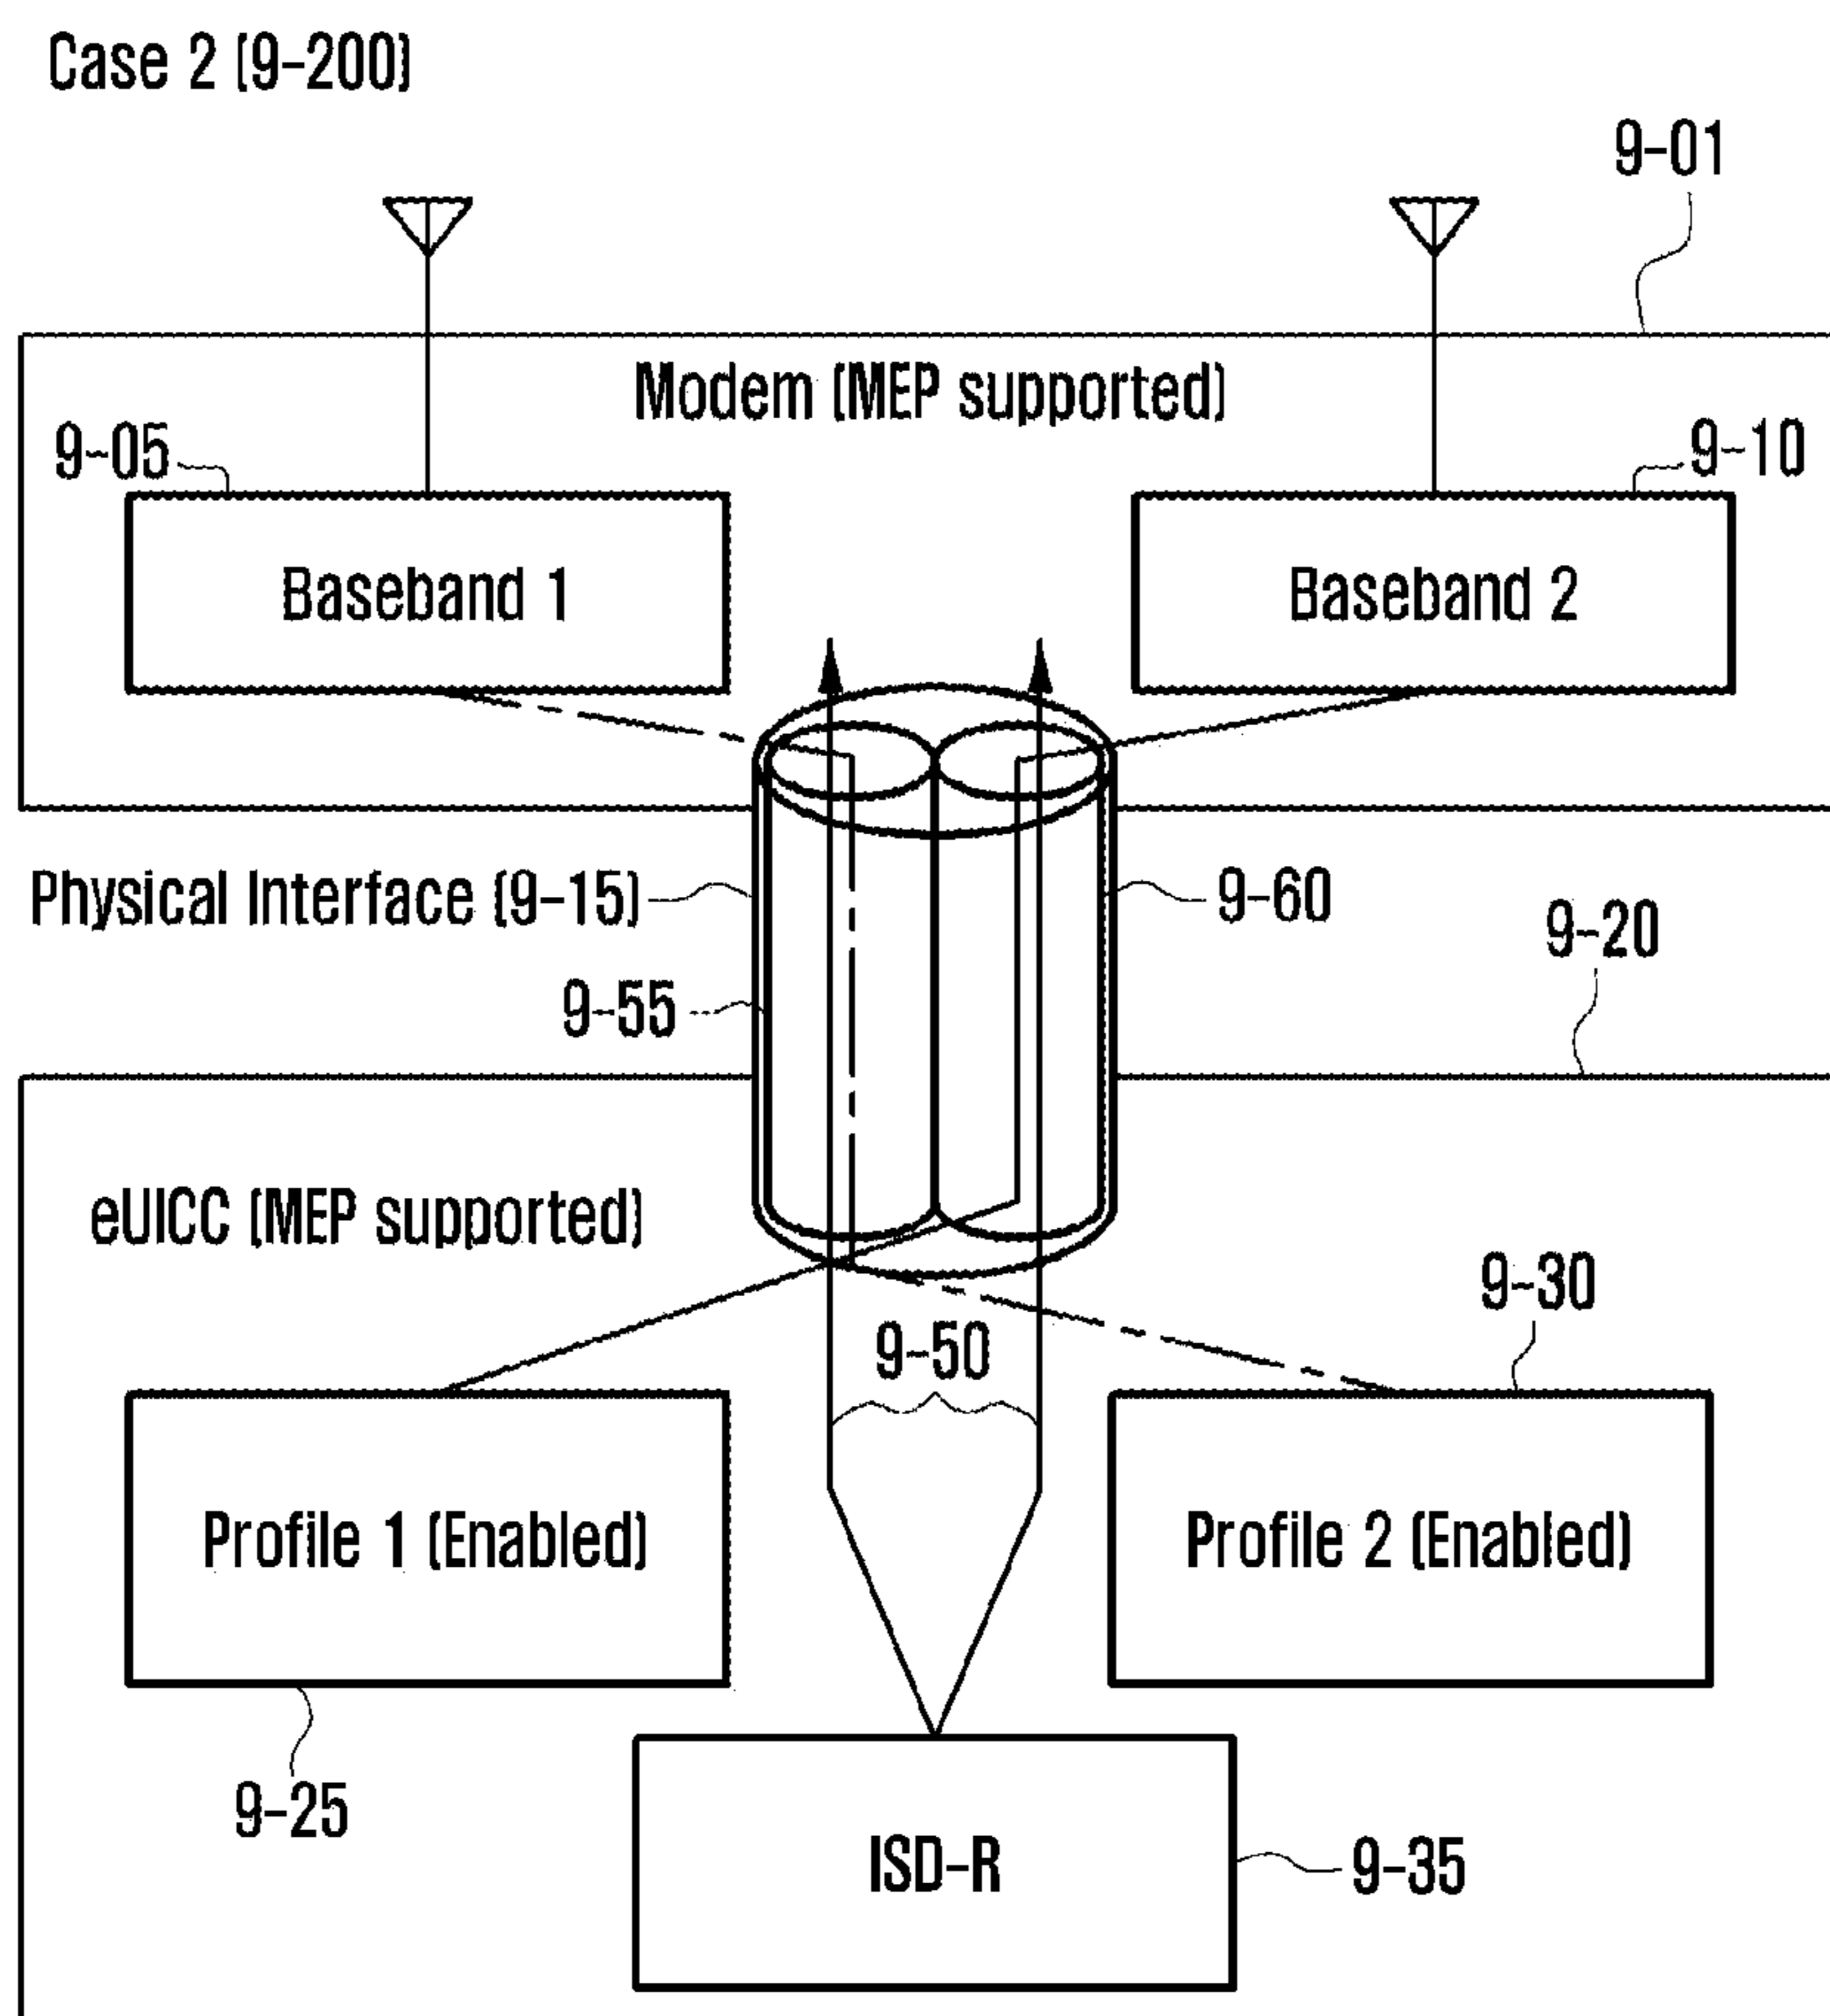 Case 2 (9-200)
9-01
Modem (MEP supported)
9-05
9-10
Baseband 1
Baseband 2
Physical Interface (9-15)
9-60
9-20
9-55
eUICC (MEP supported)
9-30
9-50
Profile 1 (Enabled)
Profile 2 (Enabled)
9-25
ISD-R
9-35